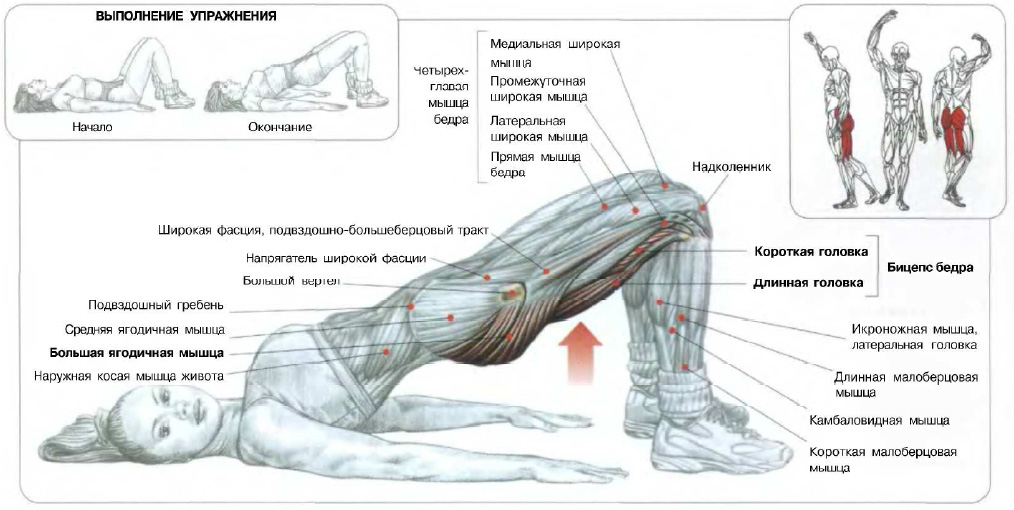 ВЫПОЛНЕНИЕ УПРАЖНЕНИЯ
Начало
Окончание
Четырех-
главая
мышца
бедра
Медиальная широкая
мышца
Промежуточная
широкая мышца
Латеральная
широкая мышца
Прямая мышца
бедра
Надколенник
Широкая фасция, подвздошно-большеберцовый тракт
Напрягатель широкой фасции
Большой вертел
Подвздошный гребень
Средняя ягодичная мышца
Большая ягодичная мышца
Наружная косая мышца живота
Короткая головка
Длинная головка
Бицепс бедра
Икроножная мышца,
латеральная головка
Длинная малоберцовая
мышца
Камбаловидная мышца
Короткая малоберцовая
мышца